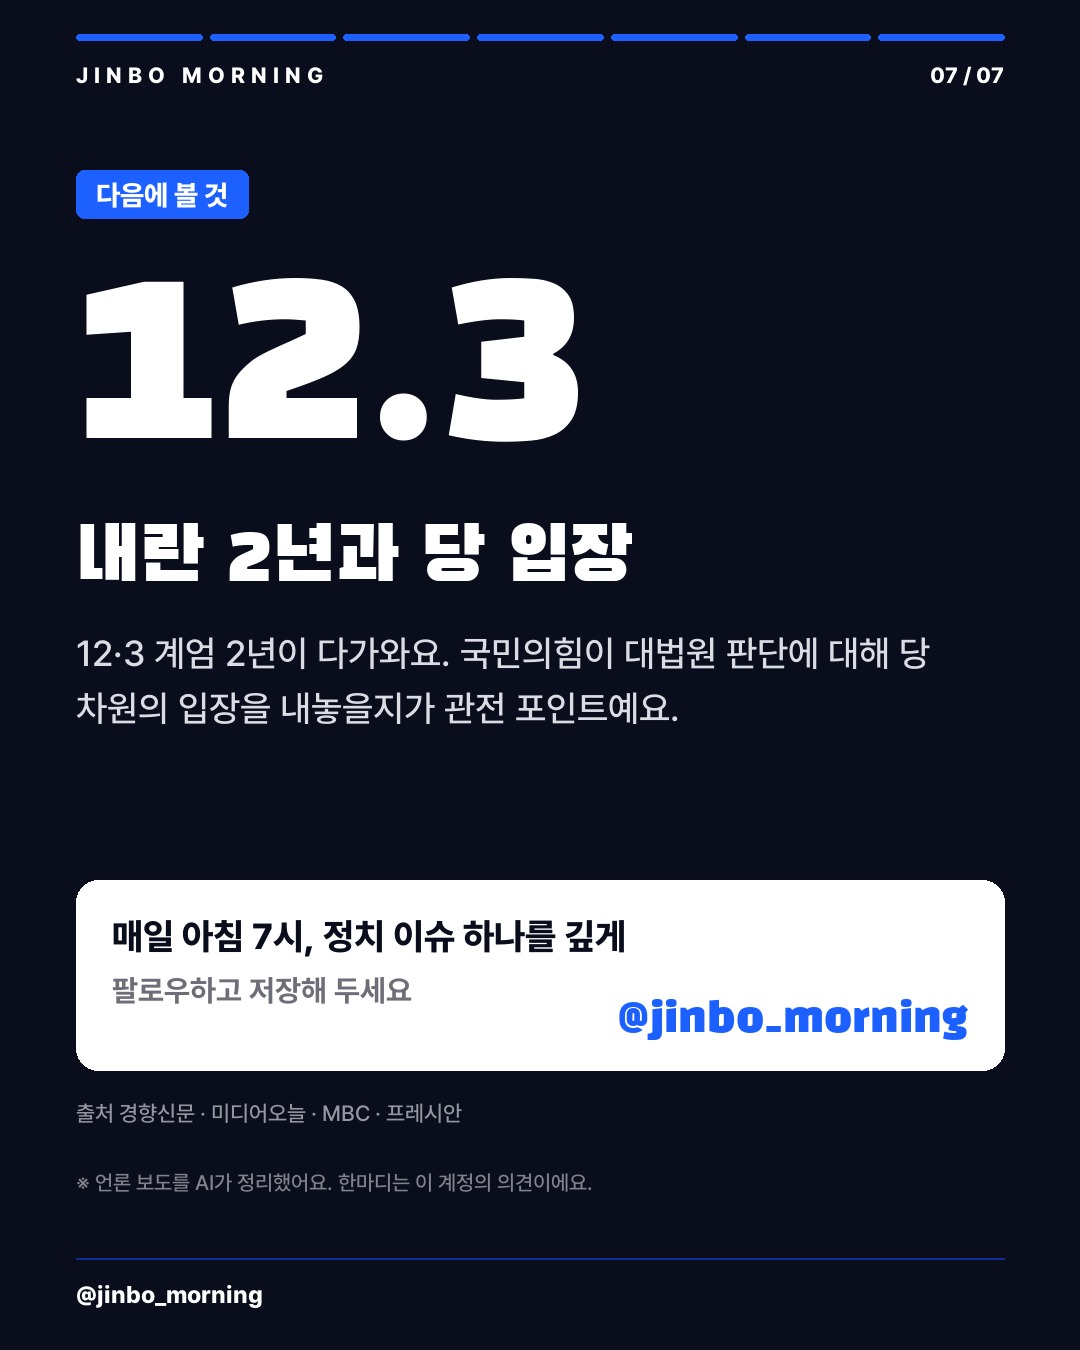 JINBO MORNING
07 / 07
다음에 볼 것
12.3
내란 2년과 당 입장
12·3 계엄 2년이 다가와요. 국민의힘이 대법원 판단에 대해 당
차원의 입장을 내놓을지가 관전 포인트예요.
매일 아침 7시, 정치 이슈 하나를 깊게
팔로우하고 저장해 두세요
@jinbo_morning
출처 경향신문 · 미디어오늘 · MBC · 프레시안
※ 언론 보도를 AI가 정리했어요. 한마디는 이 계정의 의견이에요.
@jinbo_morning